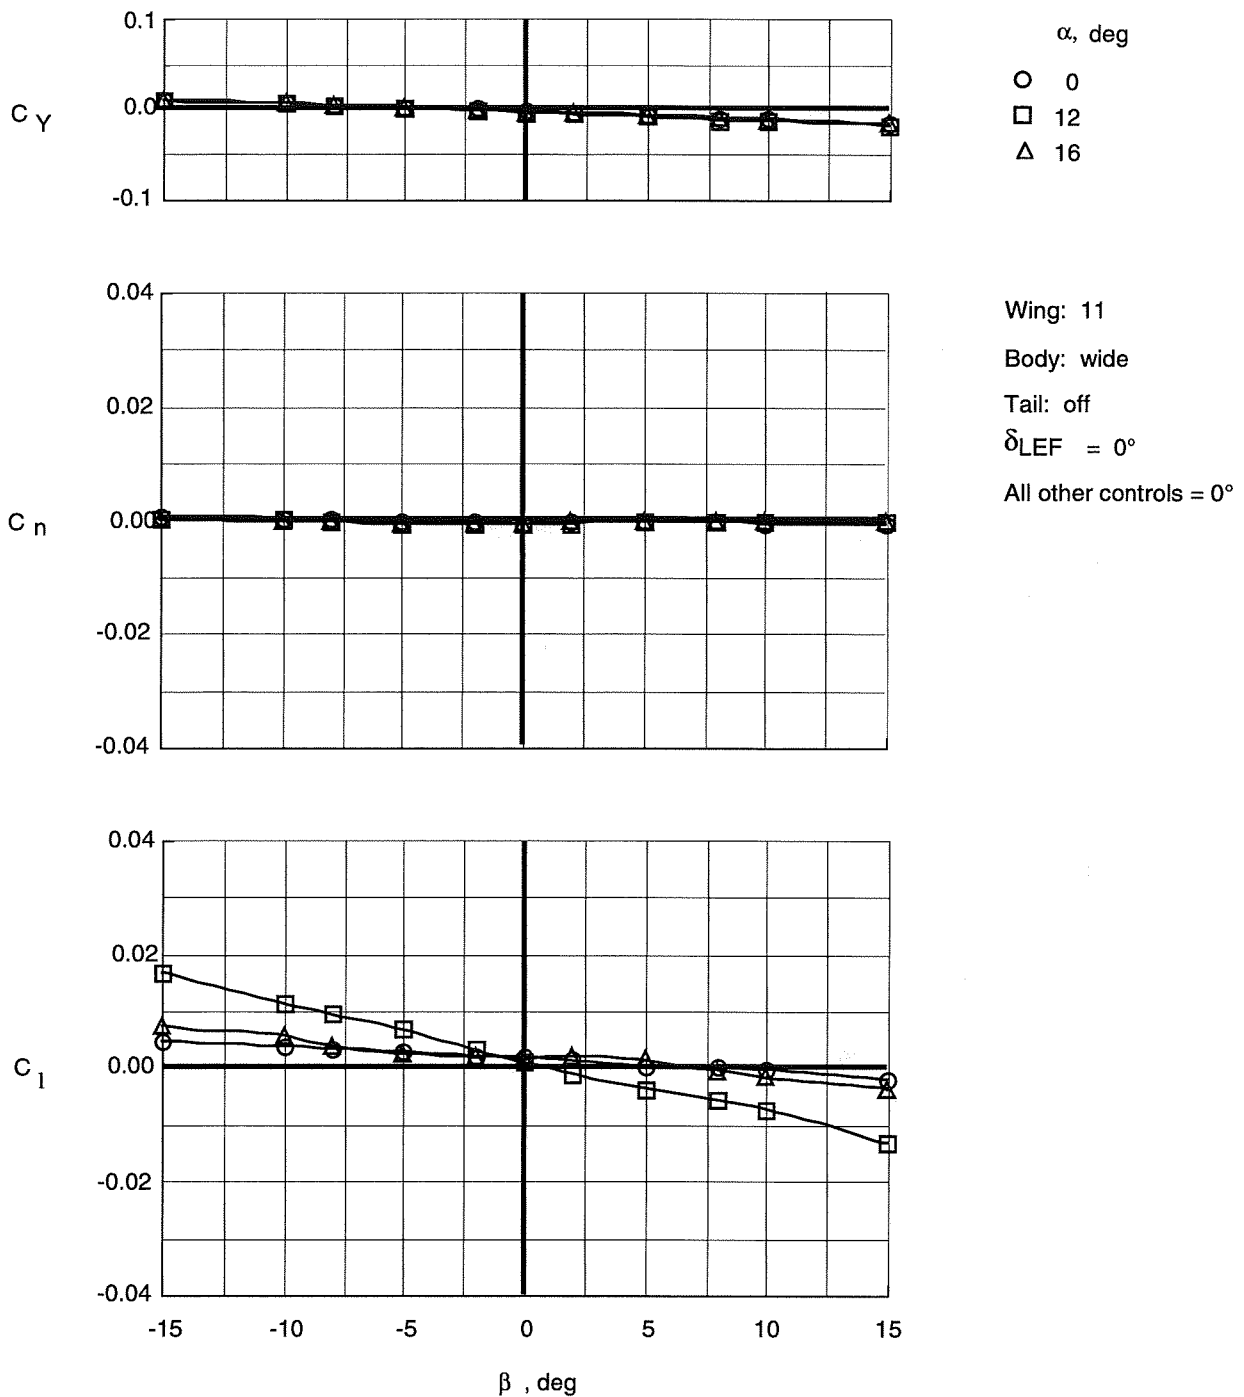 0.1
C Y
0.0
-0.1
α, deg
0
12
16
0.04
0.02
C n
0.00
-0.02
-0.04
Wing: 11
Body: wide
Tail: off
δLEF = 0°
All other controls = 0°
0.04
0.02
C l
0.00
-0.02
-0.04
-15 -10 -5 0 5 10 15
β , deg